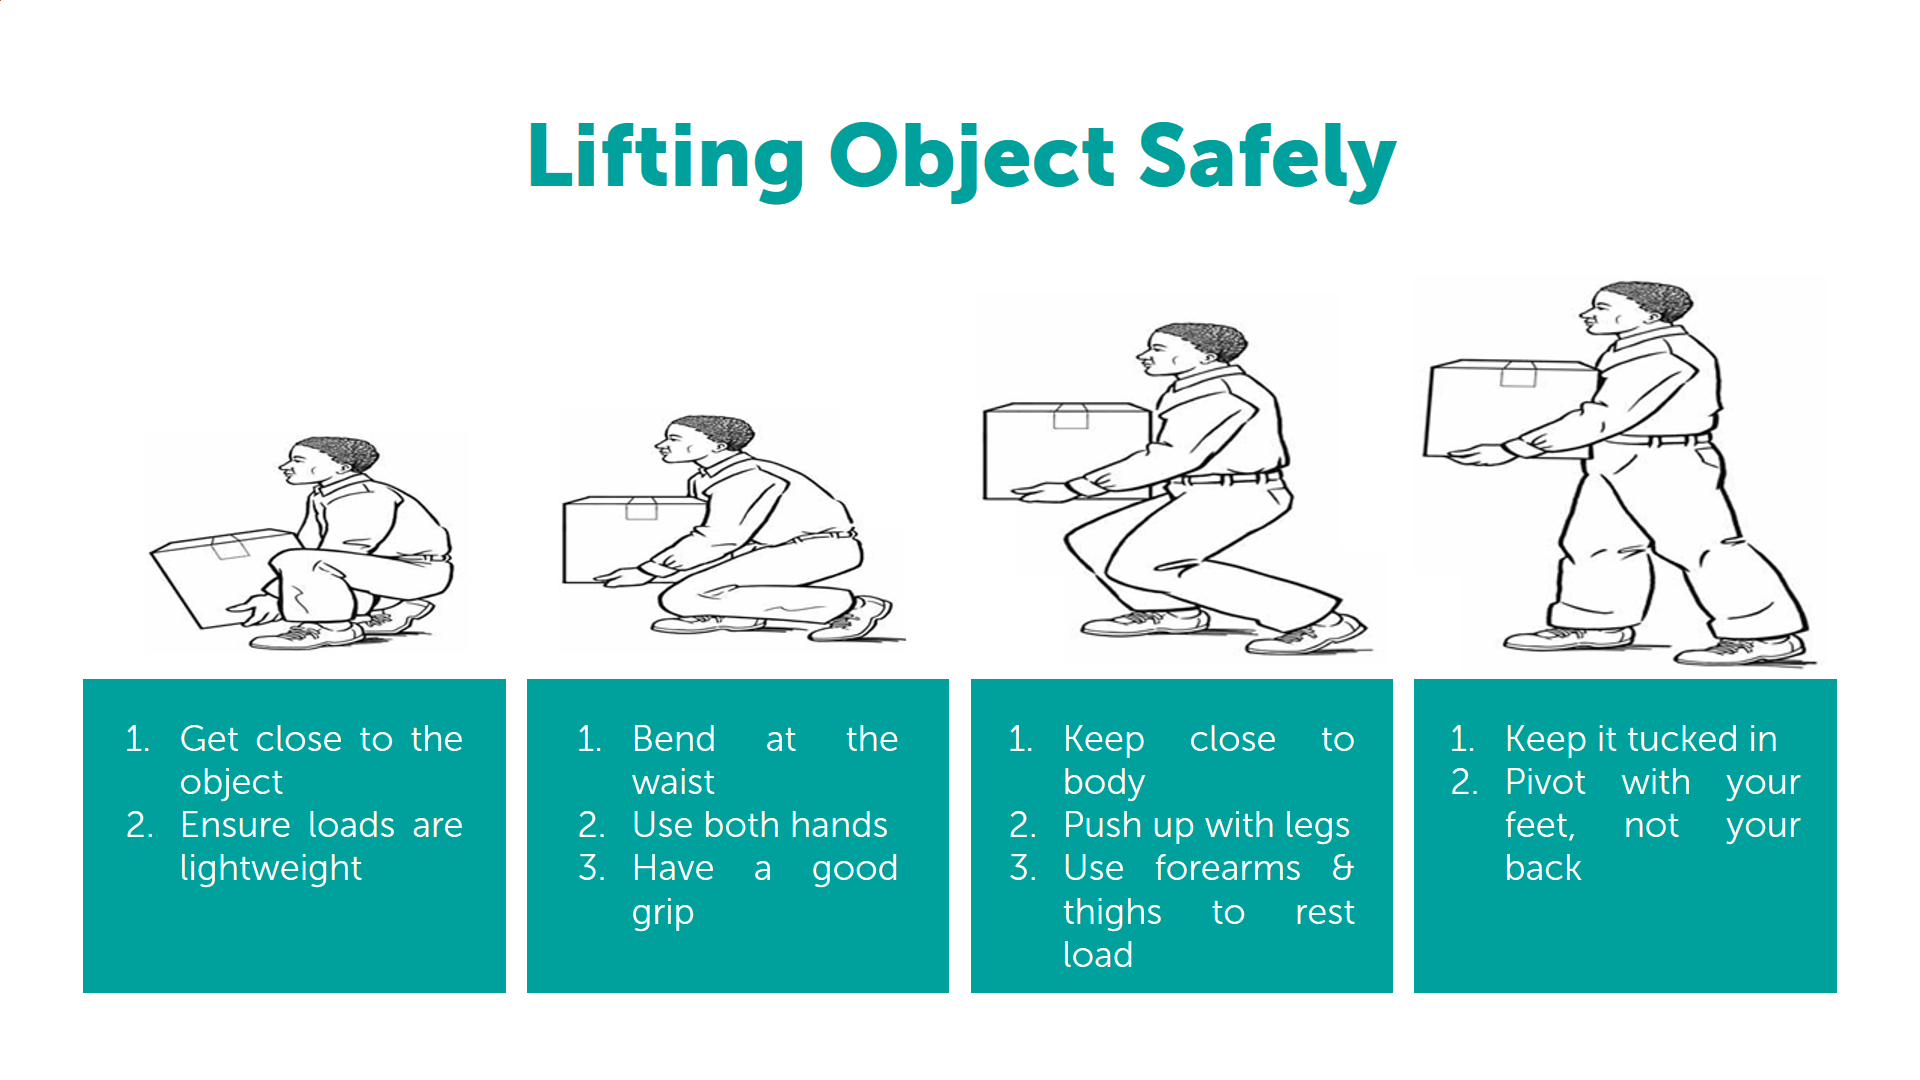 Lifting Object Safely
1. Get close to the
object
2. Ensure loads are
lightweight
1. Bend at the
waist
2. Use both hands
3. Have a good
grip
1. Keep close to
body
2. Push up with legs
3. Use forearms &
thighs to rest
load
1. Keep it tucked in
2. Pivot with your
feet, not your
back